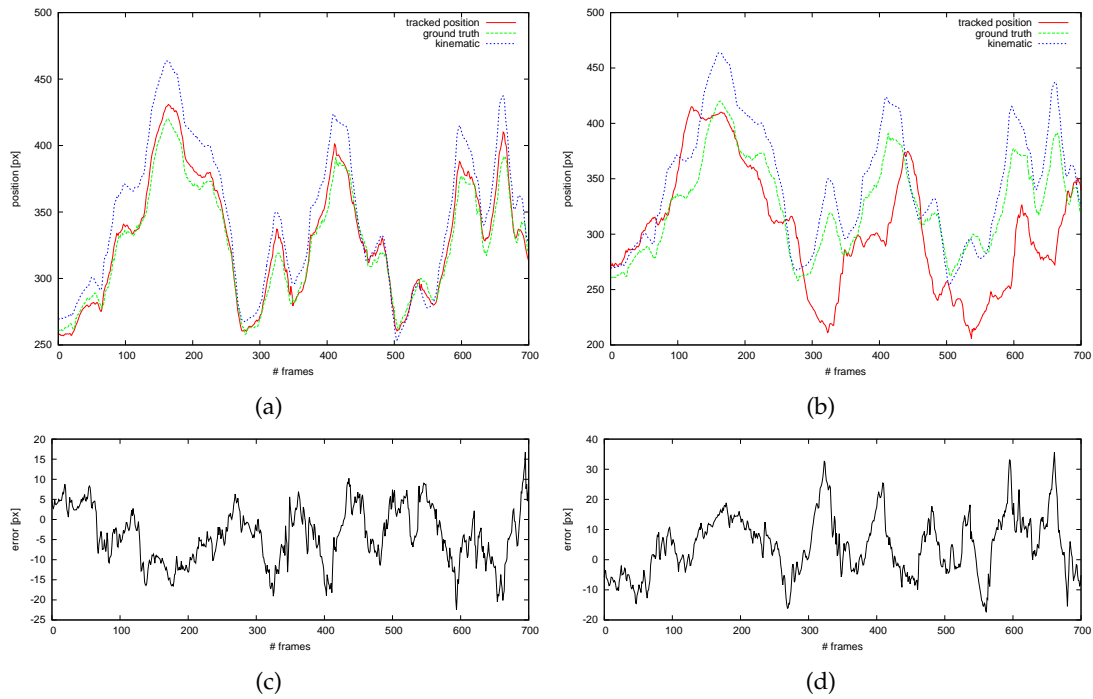 500
450
400
350
300
250
0 100 200 300 400 500 600 700
position [px]
# frames
tracked position
ground truth
kinematic
(a)
500
450
400
350
300
250
200
0 100 200 300 400 500 600 700
position [px]
# frames
tracked position
ground truth
kinematic
(b)
20
15
10
5
0
-5
-10
-15
-20
-25
0 100 200 300 400 500 600 700
error [px]
# frames
(c)
40
30
20
10
0
-10
-20
0 100 200 300 400 500 600 700
error [px]
# frames
(d)